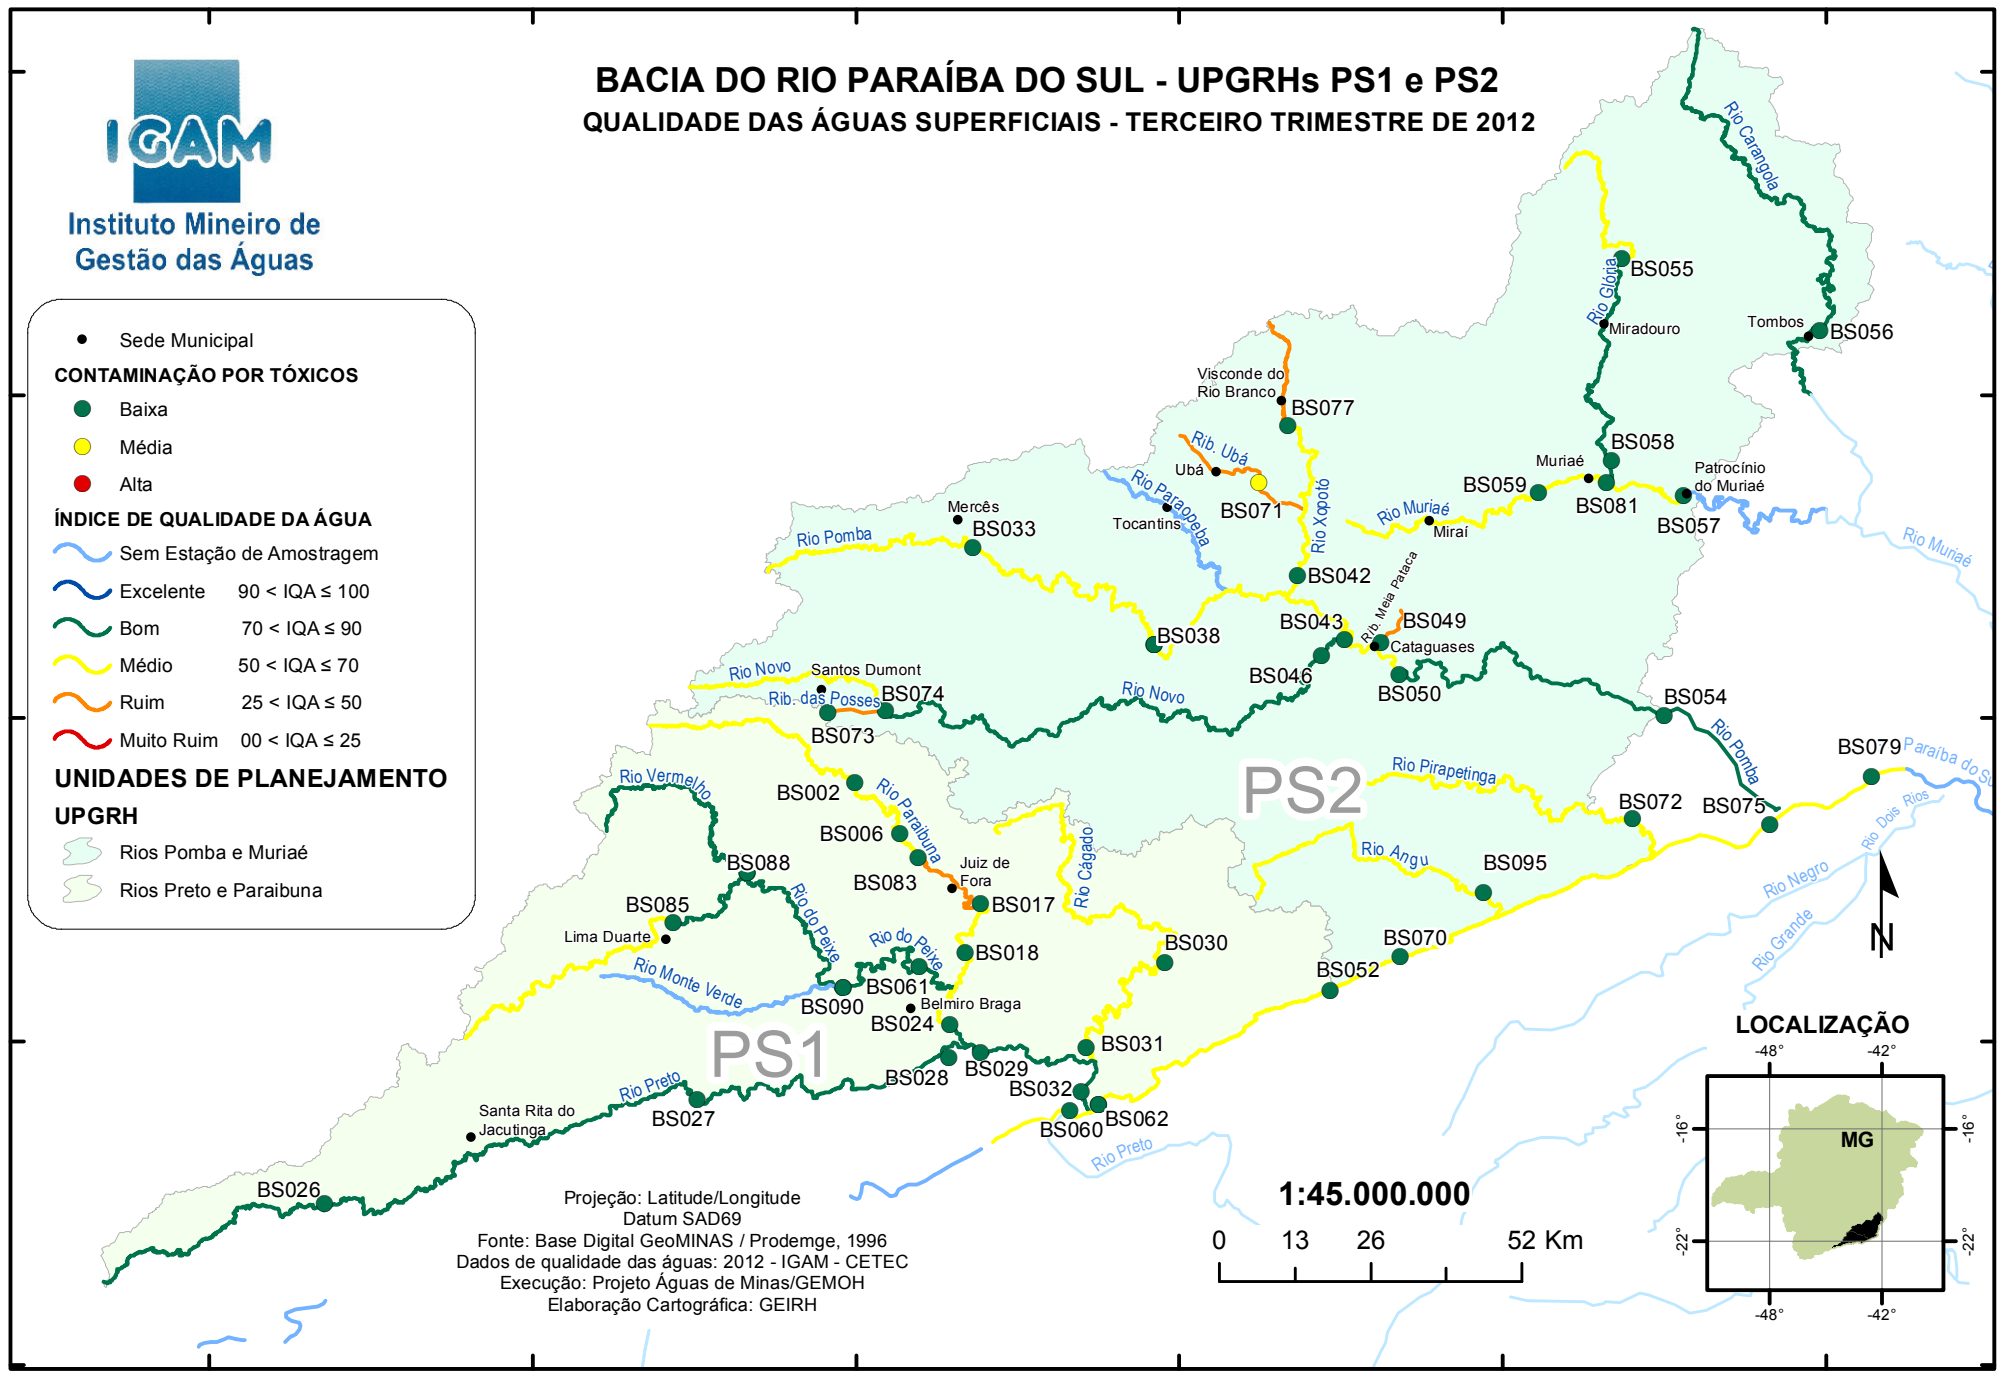 BACIA DO RIO PARAÍBA DO SUL - UPGRHs PS1 e PS2
QUALIDADE DAS ÁGUAS SUPERFICIAIS - TERCEIRO TRIMESTRE DE 2012
IGAM
Instituto Mineiro de
Gestão das Águas
Sede Municipal
CONTAMINAÇÃO POR TÓXICOS
Baixa
Média
Alta
ÍNDICE DE QUALIDADE DA ÁGUA
Sem Estação de Amostragem
Excelente 90 < IQA ≤ 100
Bom 70 < IQA ≤ 90
Médio 50 < IQA ≤ 70
Ruim 25 < IQA ≤ 50
Muito Ruim 00 < IQA ≤ 25
UNIDADES DE PLANEJAMENTO
UPGRH
Rios Pomba e Muriaé
Rios Preto e Paraibuna
Rio Carangola
Rio Glória
BS055
Miradouro
Tombos
BS056
Visconde do
Rio Branco
BS077
Rib. Ubá
Ubá
BS071
Rio Xopotó
Rio Paraopeba
Tocantins
BS058
Muriaé
BS059
BS081
Patrocínio
do Muriaé
BS057
Rio Muriaé
Miraí
Rio Muriaé
Mercês
BS033
Rio Pomba
BS042
Rib. Meia Pataca
BS043
BS049
Cataguases
BS038
BS046
BS050
Rio Novo
Santos Dumont
Rib. das Posses
BS074
BS073
Rio Novo
BS054
Rio Pomba
BS079
Paraíba do Su
PS2
Rio Pirapetinga
BS072
BS075
Rio Dois Rios
Rio Vermelho
BS002
BS006
Rio Paraibuna
BS083
Juiz de
Fora
BS017
Rio Cágado
Rio Angu
BS095
Rio Negro
Rio Grande
N
BS088
BS085
Lima Duarte
Rio do Peixe
Rio do Peixe
BS018
BS030
BS070
BS052
Rio Monte Verde
BS090
BS061
Belmiro Braga
BS024
PS1
BS028
BS029
BS031
BS032
BS060
BS062
Rio Preto
Rio Preto
BS027
Santa Rita do
Jacutinga
BS026
Projeção: Latitude/Longitude
Datum SAD69
Fonte: Base Digital GeoMINAS / Prodemge, 1996
Dados de qualidade das águas: 2012 - IGAM - CETEC
Execução: Projeto Águas de Minas/GEMOH
Elaboração Cartográfica: GEIRH
1:45.000.000
0 13 26 52 Km
LOCALIZAÇÃO
-48° -42°
-16° -16°
MG
-22° -22°
-48° -42°